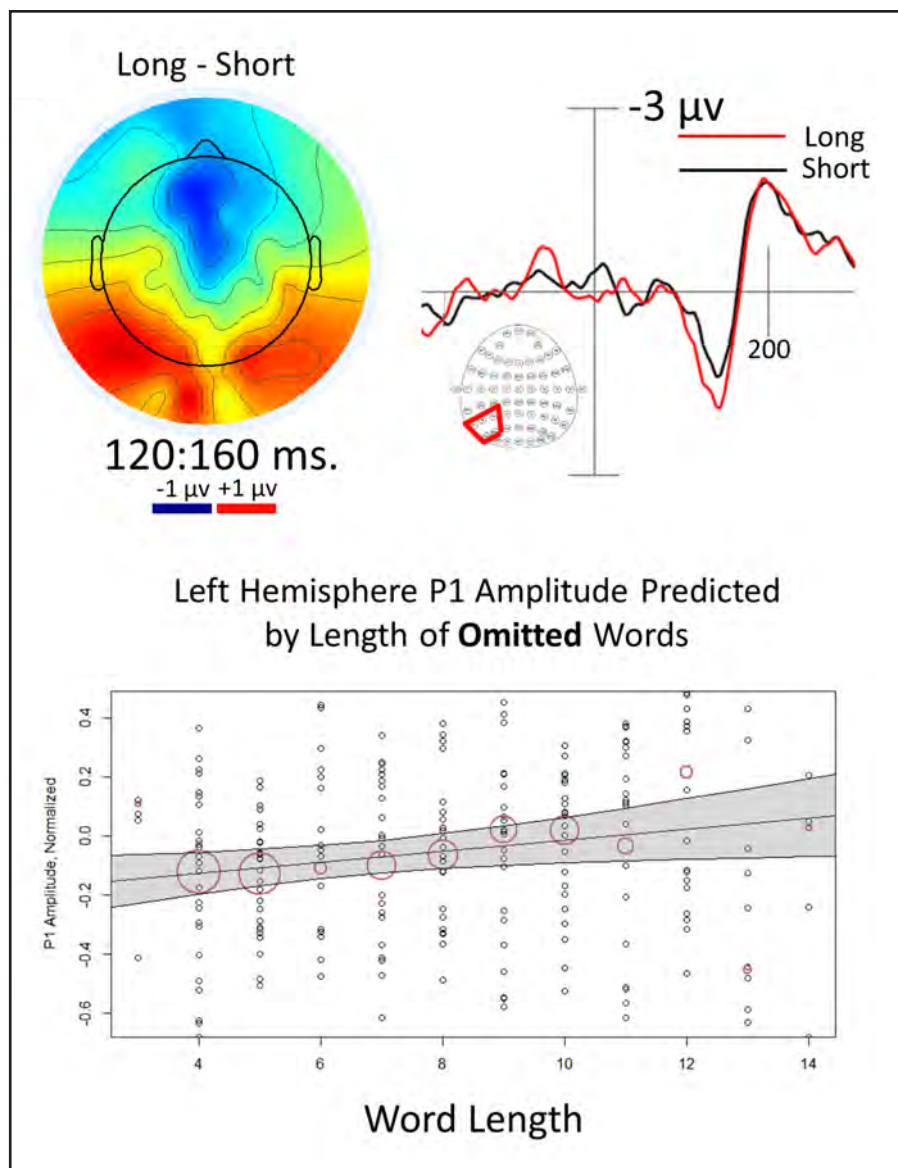 Long - Short
120:160 ms.
-1 μv +1 μv
-3 μv
Long
Short
200
Left Hemisphere P1 Amplitude Predicted
by Length of Omitted Words
P1 Amplitude, Normalized
0.4
0.2
0.0
-0.2
-0.4
-0.6
4 6 8 10 12 14
Word Length